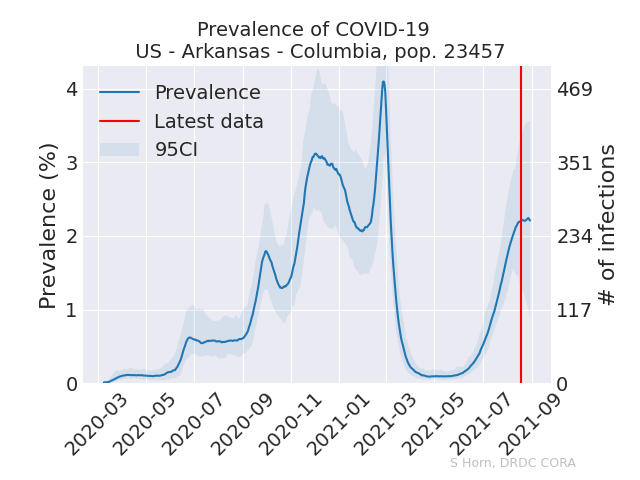 Prevalence of COVID-19
US - Arkansas - Columbia, pop. 23457
Prevalence
Latest data
95CI
Prevalence (%)
4
3
2
1
0
469
351
234
117
0
# of infections
2020-03
2020-05
2020-07
2020-09
2020-11
2021-01
2021-03
2021-05
2021-07
2021-09
S Horn, DRDC CORA